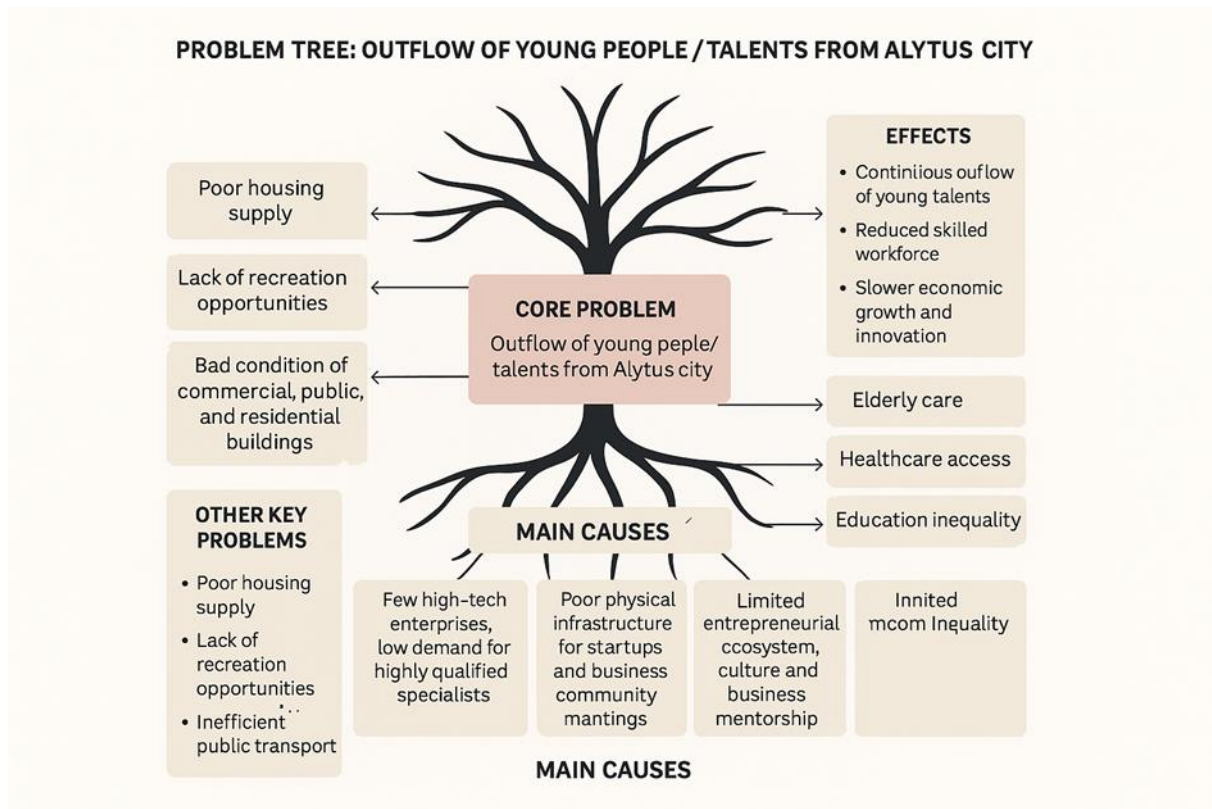 PROBLEM TREE: OUTFLOW OF YOUNG PEOPLE / TALENTS FROM ALYTUS CITY
Poor housing
supply
Lack of recreation
opportunities
Bad condition of
commercial, public,
and residential
buildings
CORE PROBLEM
Outflow of young peple/
talents from Alytus city
EFFECTS
• Continiious ouflow
of young talents
• Reduced skilled
workforce
• Slower economic
growth and
innovation
Elderly care
Healthcare access
Education inequality
OTHER KEY
PROBLEMS
• Poor housing
supply
• Lack of
recreation
opportunities
• Inefficient
public transport
MAIN CAUSES
Few high-tech
enterprises,
low demand for
highly qualified
specialists
Poor physical
infrastructure
for startups
and business
community
mantings
Limited
entrepreneurial
ccosystem,
culture and
business
mentorship
Innited
mcom Inequality
MAIN CAUSES